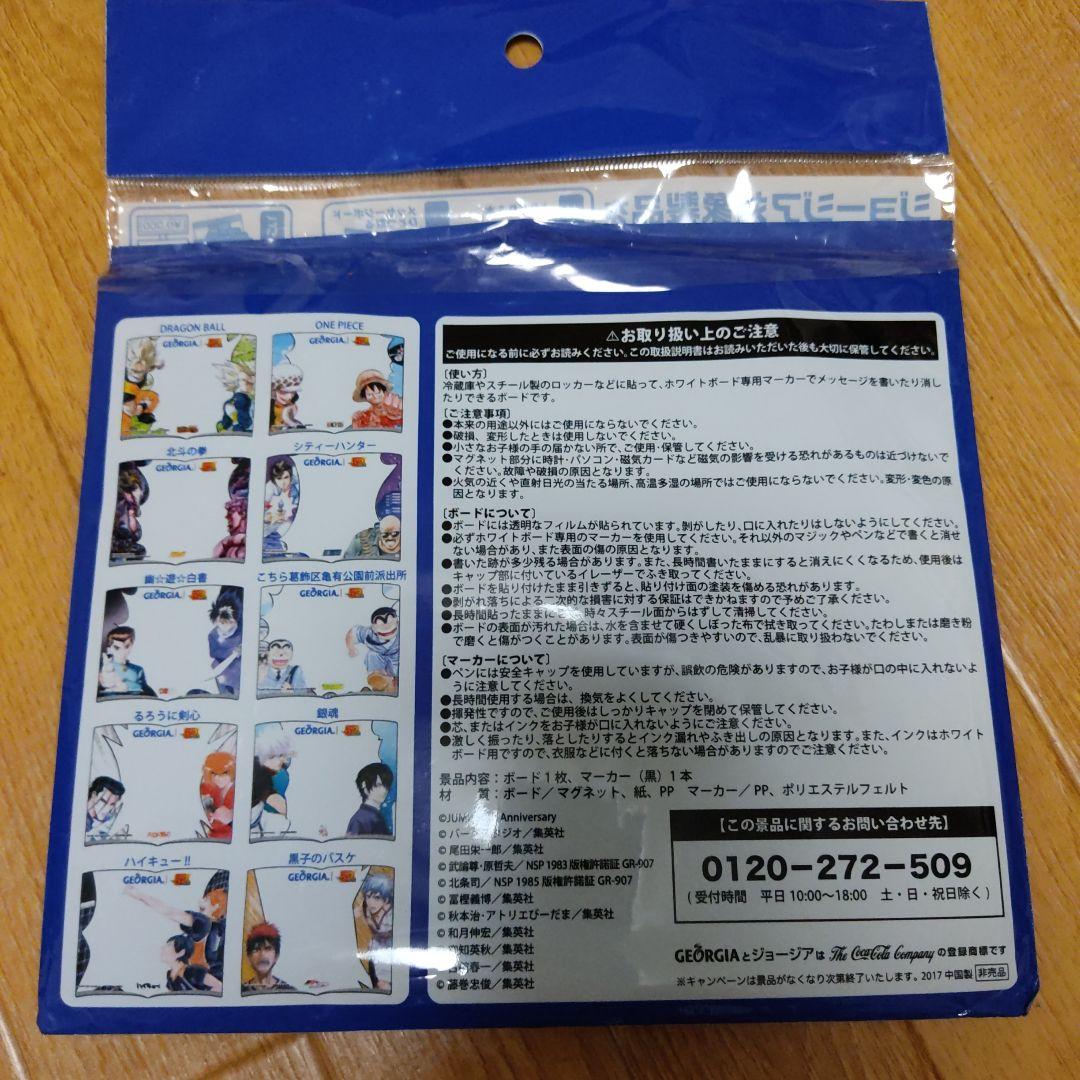 DRAGON BALL
GEORGIA
ONE PIECE
GEORGIA
北斗の拳
GEORGIA
シティーハンター
GEORGIA
幽☆遊☆白書
GEORGIA
こちら葛飾区亀有公園前派出所
GEORGIA
るろうに剣心
GEORGIA.
銀魂
GEORGIA
ハイキュー!!
GEORGIA
黒子のバスケ
GEORGIA
⚠お取り扱い上のご注意
ご使用になる前に必ずお読みください。この取扱説明書はお読みいただいた後も大切に保管してください。
〔使い方〕
冷蔵庫やスチール製のロッカーなどに貼って、ホワイトボード専用マーカーでメッセージを書いたり消し
たりできるボードです。
〔ご注意事項〕
●本来の用途以外にはご使用にならないでください。
●破損、変形したときは使用しないでください。
●小さなお子様の手の届かない所で、ご使用・保管してください。
●マグネット部分に時計・パソコン・磁気カードなど磁気の影響を受ける恐れがあるものは近づけないで
ください。故障や破損の原因となります。
●火気の近くや直射日光の当たる場所、高温多湿の場所ではご使用にならないでください。変形・変色の原
因となります。
〔ボードについて〕
●ボードには透明なフィルムが貼られています。剥がしたり、口に入れたりはしないようにしてください。
●必ずホワイトボード専用のマーカーを使用してください。それ以外のマジックやペンなどで書くと消せ
ない場合があり、また表面の傷の原因となります。
●書いた跡が多少残る場合があります。また、長時間書いたままにすると消えにくくなるため、使用後は
キャップ部に付いているイレーザーでふき取ってください。
●ボードを貼り付けたまま引きずると、貼り付け面の塗装を傷める恐れがあります。
●剥がれ落ちによる二次的な損害に対する保証はできかねますので予めご了承ください。
●長時間貼ったままにせず時々スチール面からはずして清掃してください。
●ボードの表面が汚れた場合は、水を含ませて硬くしぼった布で拭き取ってください。たわしまたは磨き粉
で磨くと傷がつくことがあります。表面が傷つきやすいので、乱暴に取り扱わないでください。
〔マーカーについて〕
●ペンには安全キャップを使用していますが、誤飲の危険がありますので、お子様が口の中に入れないよ
うに注意してください。
●長時間使用する場合は、換気をよくしてください。
●揮発性ですので、ご使用後はしっかりキャップを閉めて保管してください。
●芯、またはインクをお子様が口に入れないようにご注意ください。
●激しく振ったり、落としたりするとインク漏れやふき出しの原因となります。また、インクはホワイト
ボード用ですので、衣服などに付くと落ちない場合がありますのでご注意ください。
景品内容:ボード1枚、マーカー(黒)1本
材 質:ボード/マグネット、紙、PP マーカー/PP、ポリエステルフェルト
©JUMP Anniversary
© バードスタジオ/集英社
© 尾田栄一郎/集英社
© 武論尊・原哲夫/NSP 1983 版権許諾証 GR-907
© 北条司/NSP 1985 版権許諾証 GR-907
© 冨樫義博/集英社
© 秋本治・アトリエびーだま/集英社
© 和月伸宏/集英社
© 空知英秋/集英社
© 古舘春一/集英社
© 藤巻忠俊/集英社
【この景品に関するお問い合わせ先】
0120-272-509
(受付時間 平日10:00~18:00 土・日・祝日除く)
GEORGIAとジョージアは The Coca-Cola Company の登録商標です
※キャンペーンは景品がなくなり次第終了いたします。2017 中国製 非売品